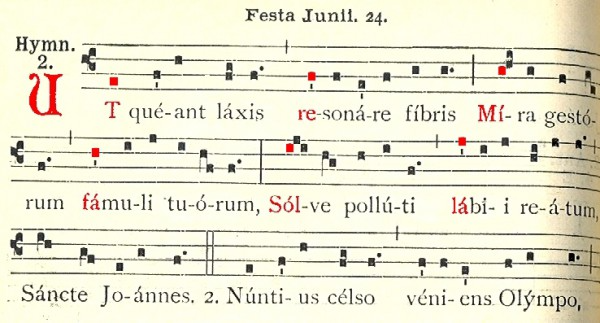 Festa Junii. 24.
Hymn.
2.
UT qué-ant láxis re-soná-re fíbris Mí-ra gestó-
rum fámu-li tu-ó-rum, Sól-ve pollú-ti lábi-i re-á-tum,
Sáncte Jo-ánnes. 2. Núnti-us célso véni-ens Olýmpo,